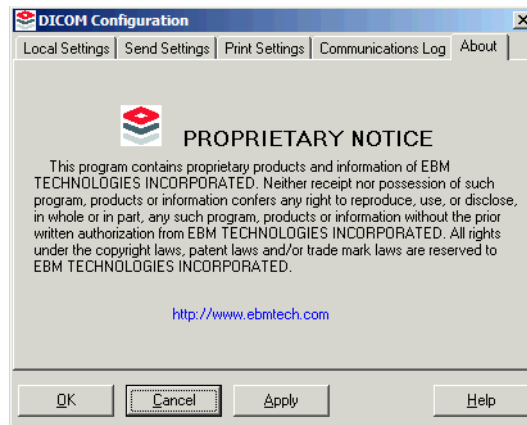 DICOM Configuration
Local Settings Send Settings Print Settings Communications Log About
PROPRIETARY NOTICE
This program contains proprietary products and information of EBM
TECHNOLOGIES INCORPORATED. Neither receipt nor possession of such
program, products or information confers any right to reproduce, use, or disclose,
in whole or in part, any such program, products or information without the prior
written authorization from EBM TECHNOLOGIES INCORPORATED. All rights
under the copyright laws, patent laws and/or trade mark laws are reserved to
EBM TECHNOLOGIES INCORPORATED.
http://www.ebmtech.com
OK Cancel Apply Help